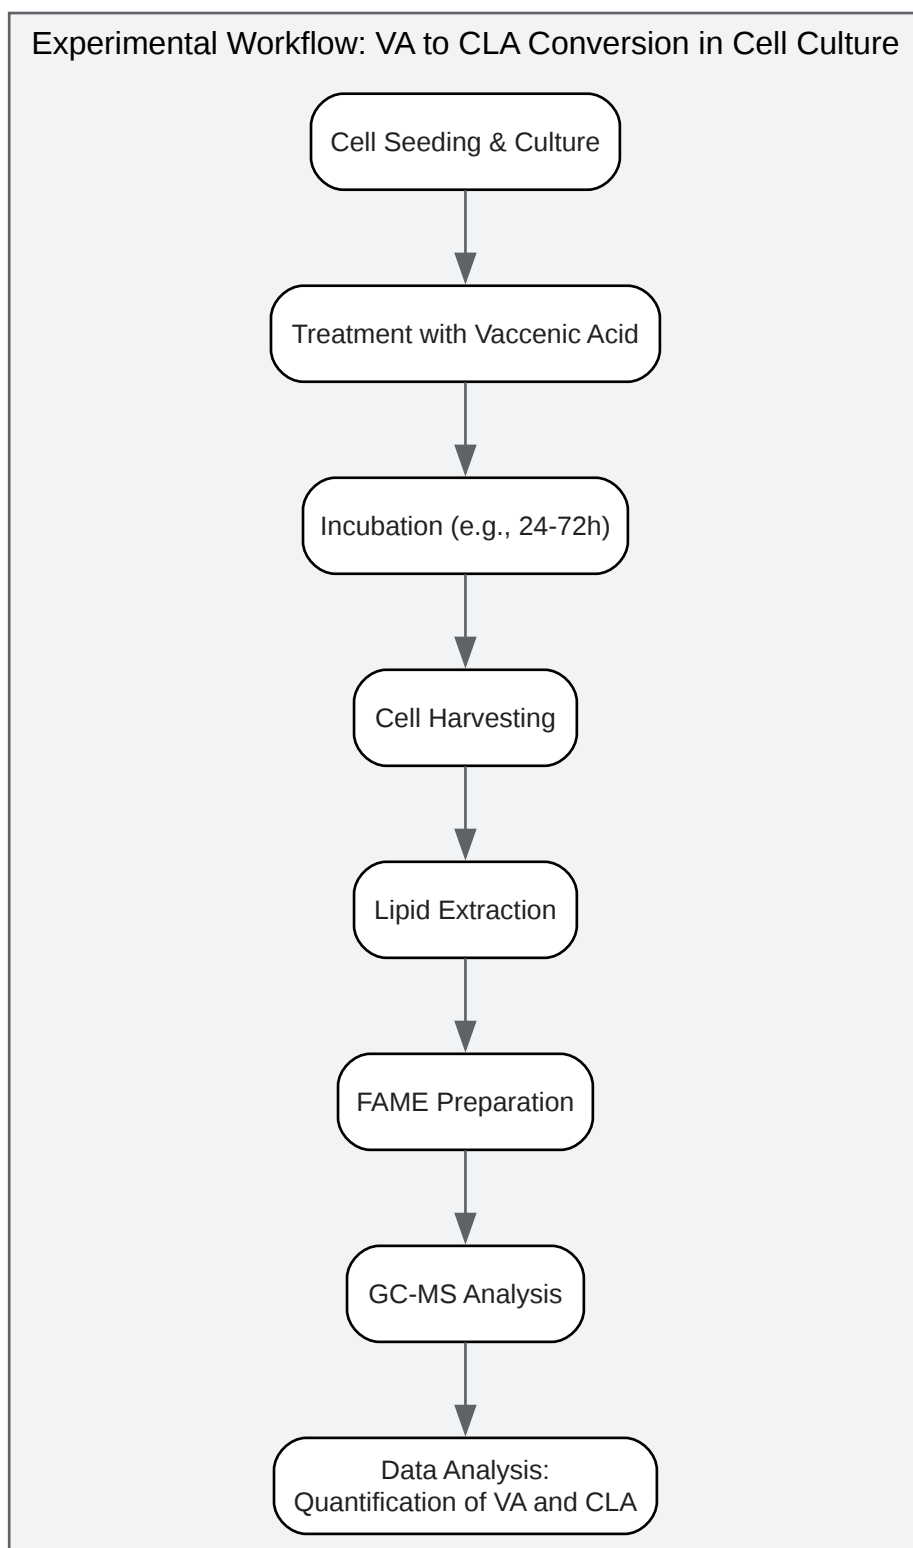 Experimental Workflow: VA to CLA Conversion in Cell Culture
Cell Seeding & Culture
Treatment with Vaccenic Acid
Incubation (e.g., 24-72h)
Cell Harvesting
Lipid Extraction
FAME Preparation
GC-MS Analysis
Data Analysis:
Quantification of VA and CLA